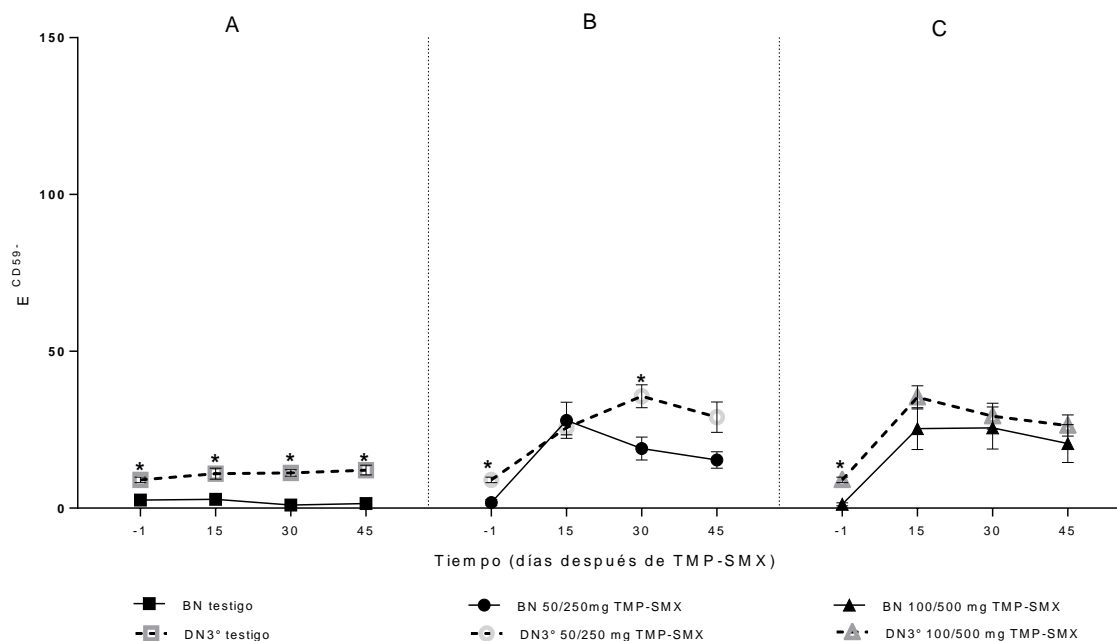 A B C
150
100
50
0
E CD59-
* * * *
* *
*
-1 15 30 45 -1 15 30 45 -1 15 30 45
Tiempo (días después de TMP-SMX)
BN testigo BN 50/250mg TMP-SMX BN 100/500 mg TMP-SMX
DN3° testigo DN3° 50/250 mg TMP-SMX DN3° 100/500 mg TMP-SMX